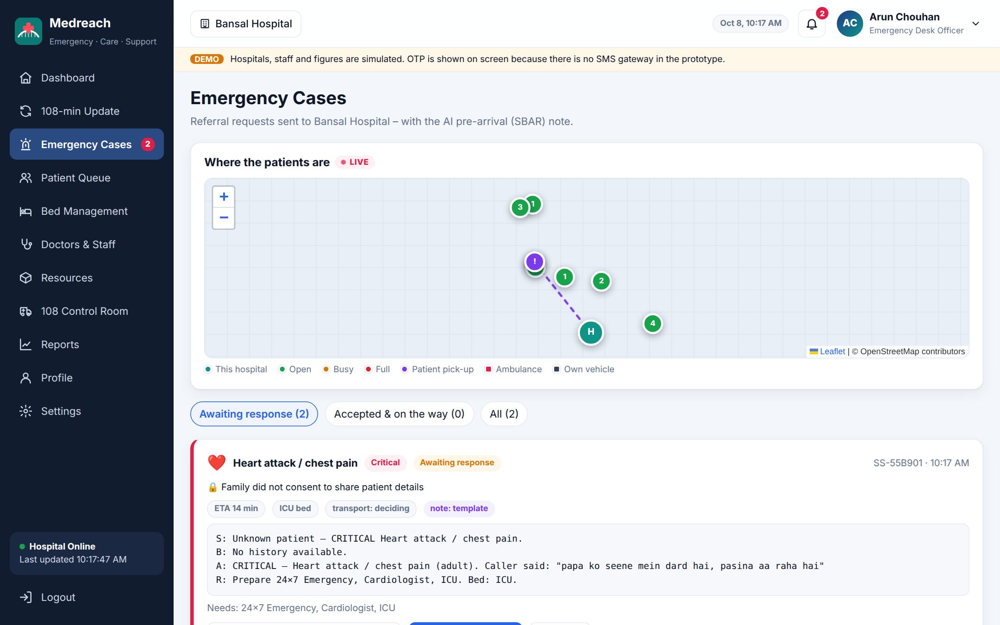 Medreach
Emergency · Care · Support
Dashboard
108-min Update
Emergency Cases 2
Patient Queue
Bed Management
Doctors & Staff
Resources
108 Control Room
Reports
Profile
Settings
Hospital Online
Last updated 10:17:47 AM
Logout
Bansal Hospital
Oct 8, 10:17 AM
2
AC
Arun Chouhan
Emergency Desk Officer
DEMO Hospitals, staff and figures are simulated. OTP is shown on screen because there is no SMS gateway in the prototype.
Emergency Cases
Referral requests sent to Bansal Hospital – with the AI pre-arrival (SBAR) note.
Where the patients are LIVE
+
−
3 1
!
1
2
4
H
Leaflet | © OpenStreetMap contributors
This hospital Open Busy Full Patient pick-up Ambulance Own vehicle
Awaiting response (2) Accepted & on the way (0) All (2)
Heart attack / chest pain Critical Awaiting response SS-55B901 · 10:17 AM
Family did not consent to share patient details
ETA 14 min ICU bed transport: deciding note: template
S: Unknown patient — CRITICAL Heart attack / chest pain.
B: No history available.
A: CRITICAL — Heart attack / chest pain (adult). Caller said: "papa ko seene mein dard hai, pasina aa raha hai"
R: Prepare 24×7 Emergency, Cardiologist, ICU. Bed: ICU.
Needs: 24×7 Emergency, Cardiologist, ICU